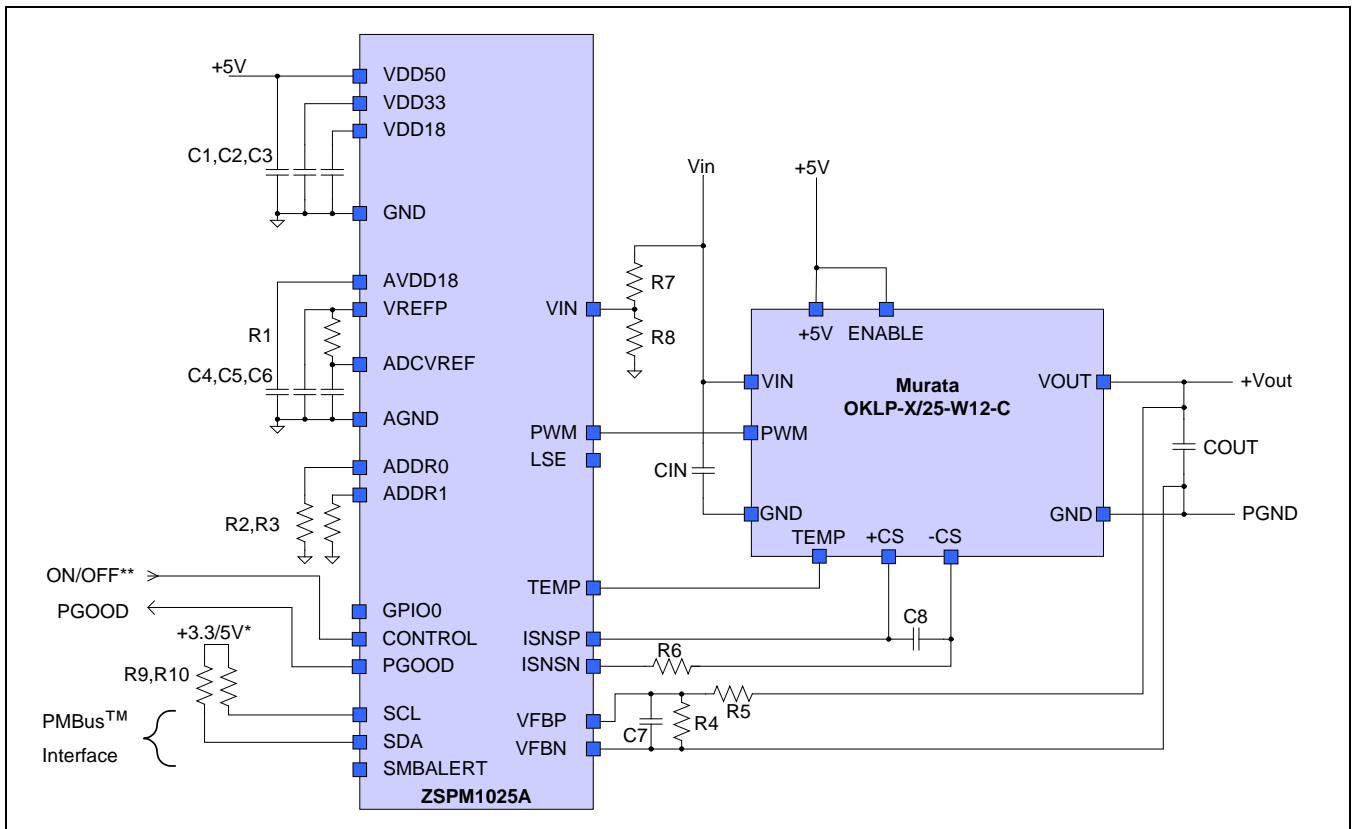 +5V
VDD50
VDD33
VDD18
C1,C2,C3
GND
AVDD18
VREFP
R1
ADCVREF
C4,C5,C6
AGND
ADDR0
ADDR1
R2,R3
ON/OFF**
PGOOD
GPIO0
CONTROL
PGOOD
+3.3/5V*
R9,R10
SCL
SDA
SMBALERT
PMBus™
Interface
ZSPM1025A
VIN
PWM
LSE
TEMP
ISNSP
ISNSN
VFBP
VFBN
Vin
R7
R8
CIN
+5V
+5V
ENABLE
VIN
Murata
OKLP-X/25-W12-C
VOUT
PWM
GND
GND
TEMP
+CS
-CS
+Vout
COUT
PGND
C8
R6
R5
C7
R4